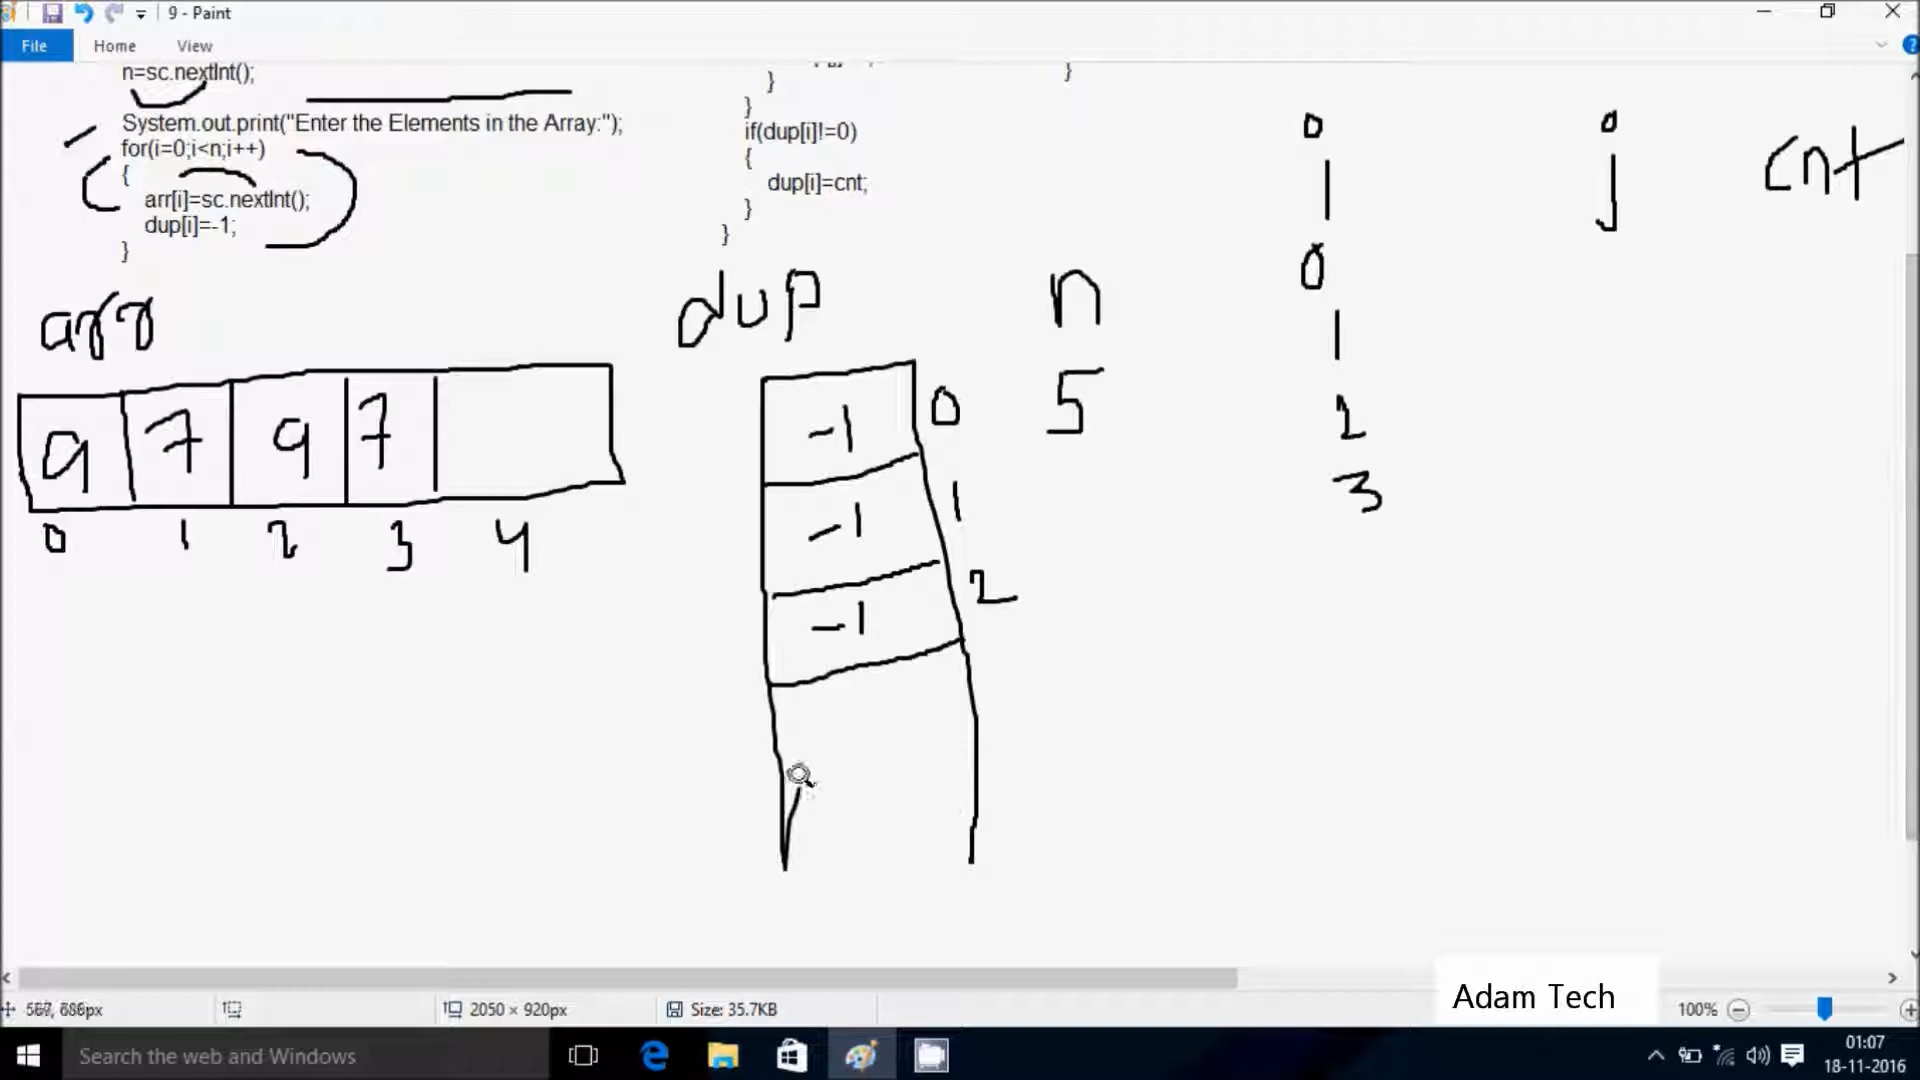 9 - Paint
File Home View
n=sc.nextInt();
System.out.print("Enter the Elements in the Array:");
for(i=0;i<n;i++)
{
arr[i]=sc.nextInt();
dup[i]=-1;
}
}
}
if(dup[i]!=0)
{
dup[i]=cnt;
}
}
}
i j cnt
0
1
2
3
arr
9 7 9 7
0 1 2 3 4
dup
-1 0
-1 1
-1 2
n
5
Adam Tech
2050 × 920px
Size: 35.7KB
100%
Search the web and Windows
01:07
18-11-2016